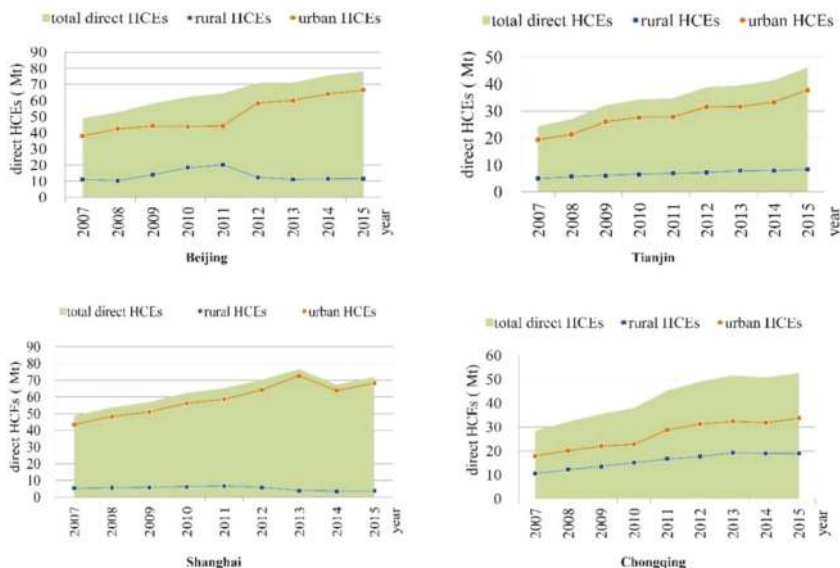 total direct HCEs rural HCEs urban HCEs
direct HCEs ( Mt)
90
80
70
60
50
40
30
20
10
0
2007 2008 2009 2010 2011 2012 2013 2014 2015 year
Beijing
total direct HCEs rural HCEs urban HCEs
direct HCEs ( Mt)
50
40
30
20
10
0
2007 2008 2009 2010 2011 2012 2013 2014 2015 year
Tianjin
total direct HCEs rural HCEs urban HCEs
direct HCEs ( Mt)
90
80
70
60
50
40
30
20
10
0
2007 2008 2009 2010 2011 2012 2013 2014 2015 year
Shanghai
total direct HCEs rural HCEs urban HCEs
direct HCEs ( Mt)
60
50
40
30
20
10
0
2007 2008 2009 2010 2011 2012 2013 2014 2015 year
Chongqing